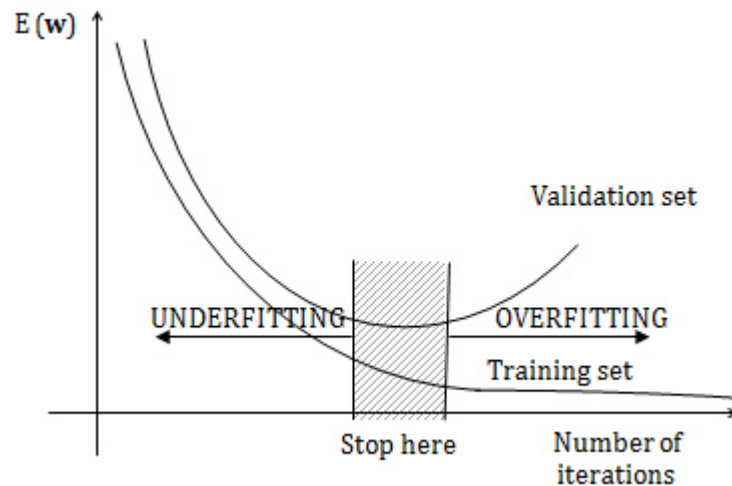 E (w)
Validation set
UNDERFITTING
OVERFITTING
Training set
Stop here
Number of
iterations